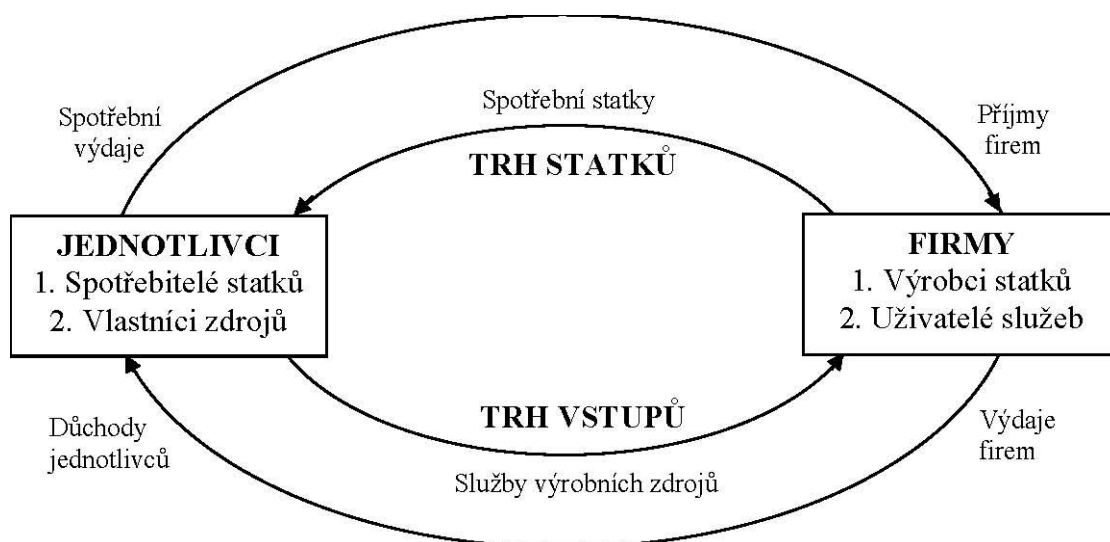 Spotřební statky
Spotřební
výdaje
Příjmy
firem
TRH STATKŮ
JEDNOTLIVCI
1. Spotřebitelé statků
2. Vlastníci zdrojů
FIRMY
1. Výrobci statků
2. Uživatelé služeb
TRH VSTUPŮ
Důchody
jednotlivců
Výdaje
firem
Služby výrobních zdrojů